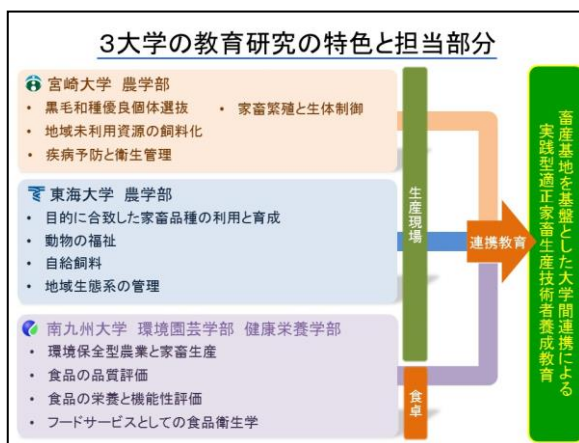 3大学の教育研究の特色と担当部分
宮崎大学 農学部
• 黒毛和種優良個体選抜 • 家畜繁殖と生体制御
• 地域未利用資源の飼料化
• 疾病予防と衛生管理
東海大学 農学部
• 目的に合致した家畜品種の利用と育成
• 動物の福祉
• 自給飼料
• 地域生態系の管理
南九州大学 環境園芸学部 健康栄養学部
• 環境保全型農業と家畜生産
• 食品の品質評価
• 食品の栄養と機能性評価
• フードサービスとしての食品衛生学
生産現場
食卓
連携教育
畜産基地を基盤とした大学間連携による
実践型適正家畜生産技術者養成教育